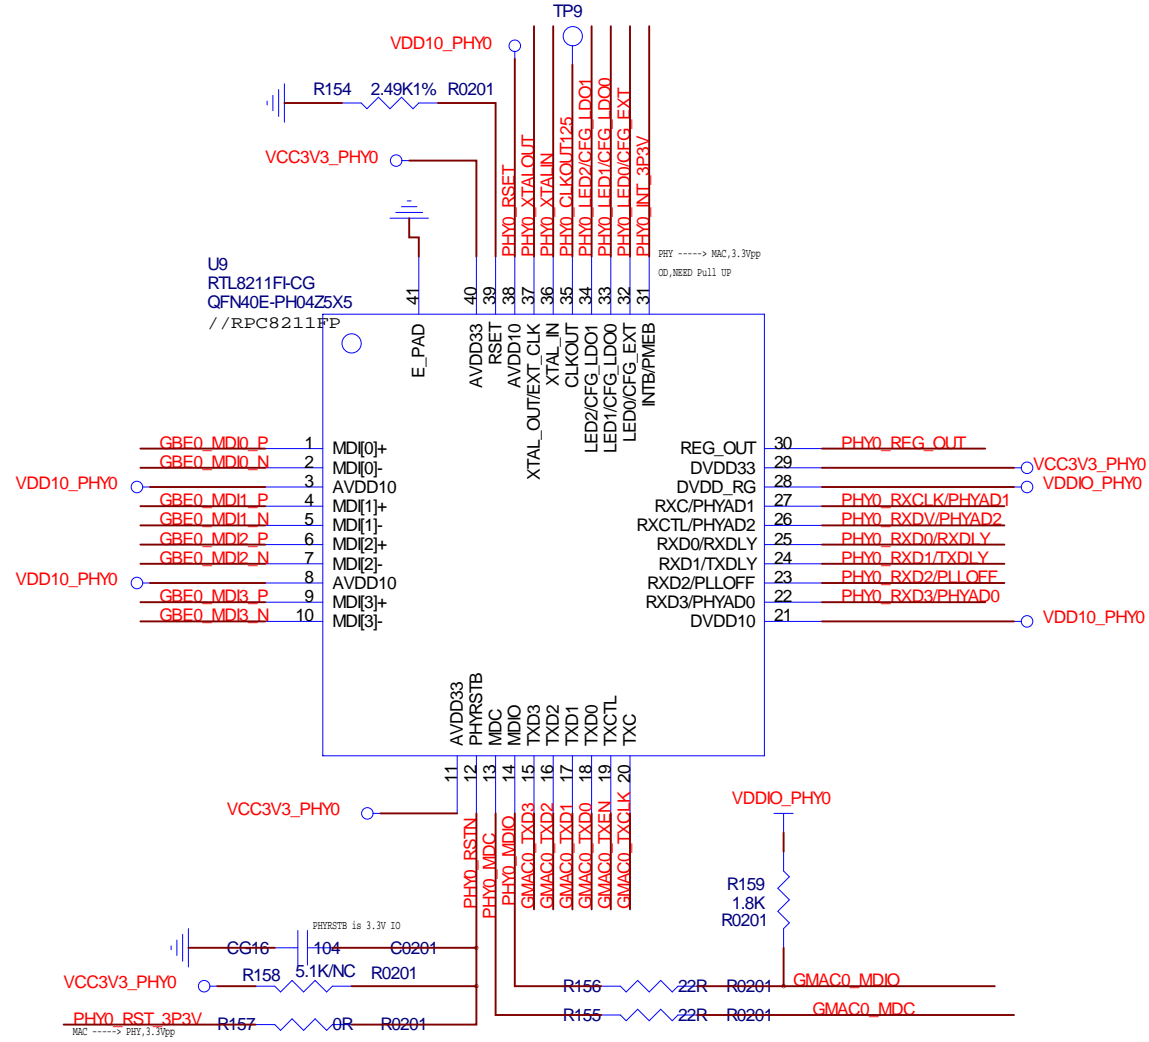 TP9
VDD10_PHY0
R154 2.49K1% R0201
VCC3V3_PHY0
PHY0_RSET
PHY0_XTALOUT
PHY0_XTALIN
PHY0_CLKOUT125
PHY0_LED2/CFG_LDO1
PHY0_LED1/CFG_LDO0
PHY0_LED0/CFG_EXT
PHY0_INT_3P3V
PHY -----> MAC,3.3Vpp
OD,NEED Pull UP
U9
RTL8211FI-CG
QFN40E-PH04Z5X5
//RPC8211FP
41 40 39 38 37 36 35 34 33 32 31
E_PAD
AVDD33
RSET
AVDD10
XTAL_OUT/EXT_CLK
XTAL_IN
CLKOUT
LED2/CFG_LDO1
LED1/CFG_LDO0
LED0/CFG_EXT
INTB/PMEB
GBE0_MDI0_P 1 MDI[0]+
GBE0_MDI0_N 2 MDI[0]-
VDD10_PHY0 3 AVDD10
GBE0_MDI1_P 4 MDI[1]+
GBE0_MDI1_N 5 MDI[1]-
GBE0_MDI2_P 6 MDI[2]+
GBE0_MDI2_N 7 MDI[2]-
VDD10_PHY0 8 AVDD10
GBE0_MDI3_P 9 MDI[3]+
GBE0_MDI3_N 10 MDI[3]-
REG_OUT 30 PHY0_REG_OUT
DVDD33 29 VCC3V3_PHY0
DVDD_RG 28 VDDIO_PHY0
RXC/PHYAD1 27 PHY0_RXCLK/PHYAD1
RXCTL/PHYAD2 26 PHY0_RXDV/PHYAD2
RXD0/RXDLY 25 PHY0_RXD0/RXDLY
RXD1/TXDLY 24 PHY0_RXD1/TXDLY
RXD2/PLLOFF 23 PHY0_RXD2/PLLOFF
RXD3/PHYAD0 22 PHY0_RXD3/PHYAD0
DVDD10 21 VDD10_PHY0
AVDD33
PHYRSTB
MDC
MDIO
TXD3
TXD2
TXD1
TXD0
TXCTL
TXC
11 12 13 14 15 16 17 18 19 20
VCC3V3_PHY0
PHY0_RSTN
PHY0_MDC
PHY0_MDIO
GMAC0_TXD3
GMAC0_TXD2
GMAC0_TXD1
GMAC0_TXD0
GMAC0_TXEN
GMAC0_TXCLK
VDDIO_PHY0
R159
1.8K
R0201
PHYRSTB is 3.3V IO
CG16 104 C0201
VCC3V3_PHY0 R158 5.1K/NC R0201
R156 22R R0201 GMAC0_MDIO
R155 22R R0201 GMAC0_MDC
PHY0_RST_3P3V R157 0R R0201
MAC -----> PHY,3.3Vpp